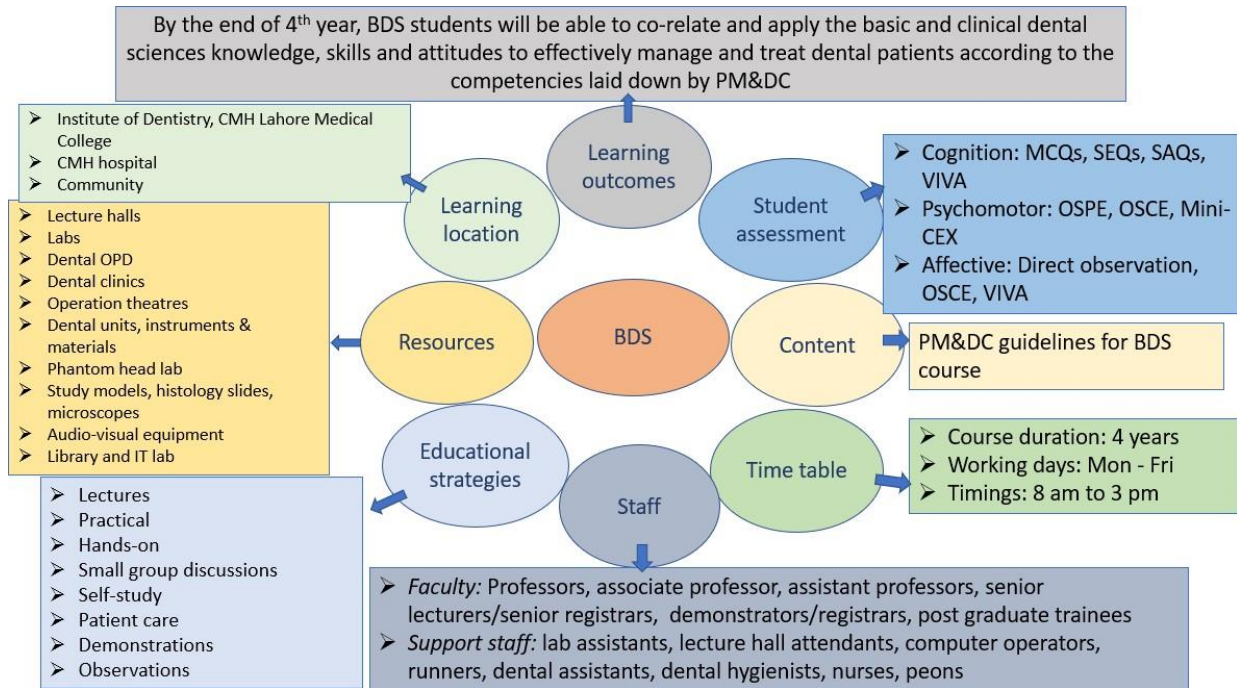 By the end of 4th year, BDS students will be able to co-relate and apply the basic and clinical dental
sciences knowledge, skills and attitudes to effectively manage and treat dental patients according to the
competencies laid down by PM&DC
➢ Institute of Dentistry, CMH Lahore Medical
College
➢ CMH hospital
➢ Community
Learning
outcomes
Learning
location
Student
assessment
➢ Cognition: MCQs, SEQs, SAQs,
VIVA
➢ Psychomotor: OSPE, OSCE, Mini-
CEX
➢ Affective: Direct observation,
OSCE, VIVA
➢ Lecture halls
➢ Labs
➢ Dental OPD
➢ Dental clinics
➢ Operation theatres
➢ Dental units, instruments &
materials
➢ Phantom head lab
➢ Study models, histology slides,
microscopes
➢ Audio-visual equipment
➢ Library and IT lab
Resources
BDS
Content
PM&DC guidelines for BDS
course
Educational
strategies
Staff
Time table
➢ Course duration: 4 years
➢ Working days: Mon - Fri
➢ Timings: 8 am to 3 pm
➢ Lectures
➢ Practical
➢ Hands-on
➢ Small group discussions
➢ Self-study
➢ Patient care
➢ Demonstrations
➢ Observations
➢ Faculty: Professors, associate professor, assistant professors, senior
lecturers/senior registrars, demonstrators/registrars, post graduate trainees
➢ Support staff: lab assistants, lecture hall attendants, computer operators,
runners, dental assistants, dental hygienists, nurses, peons